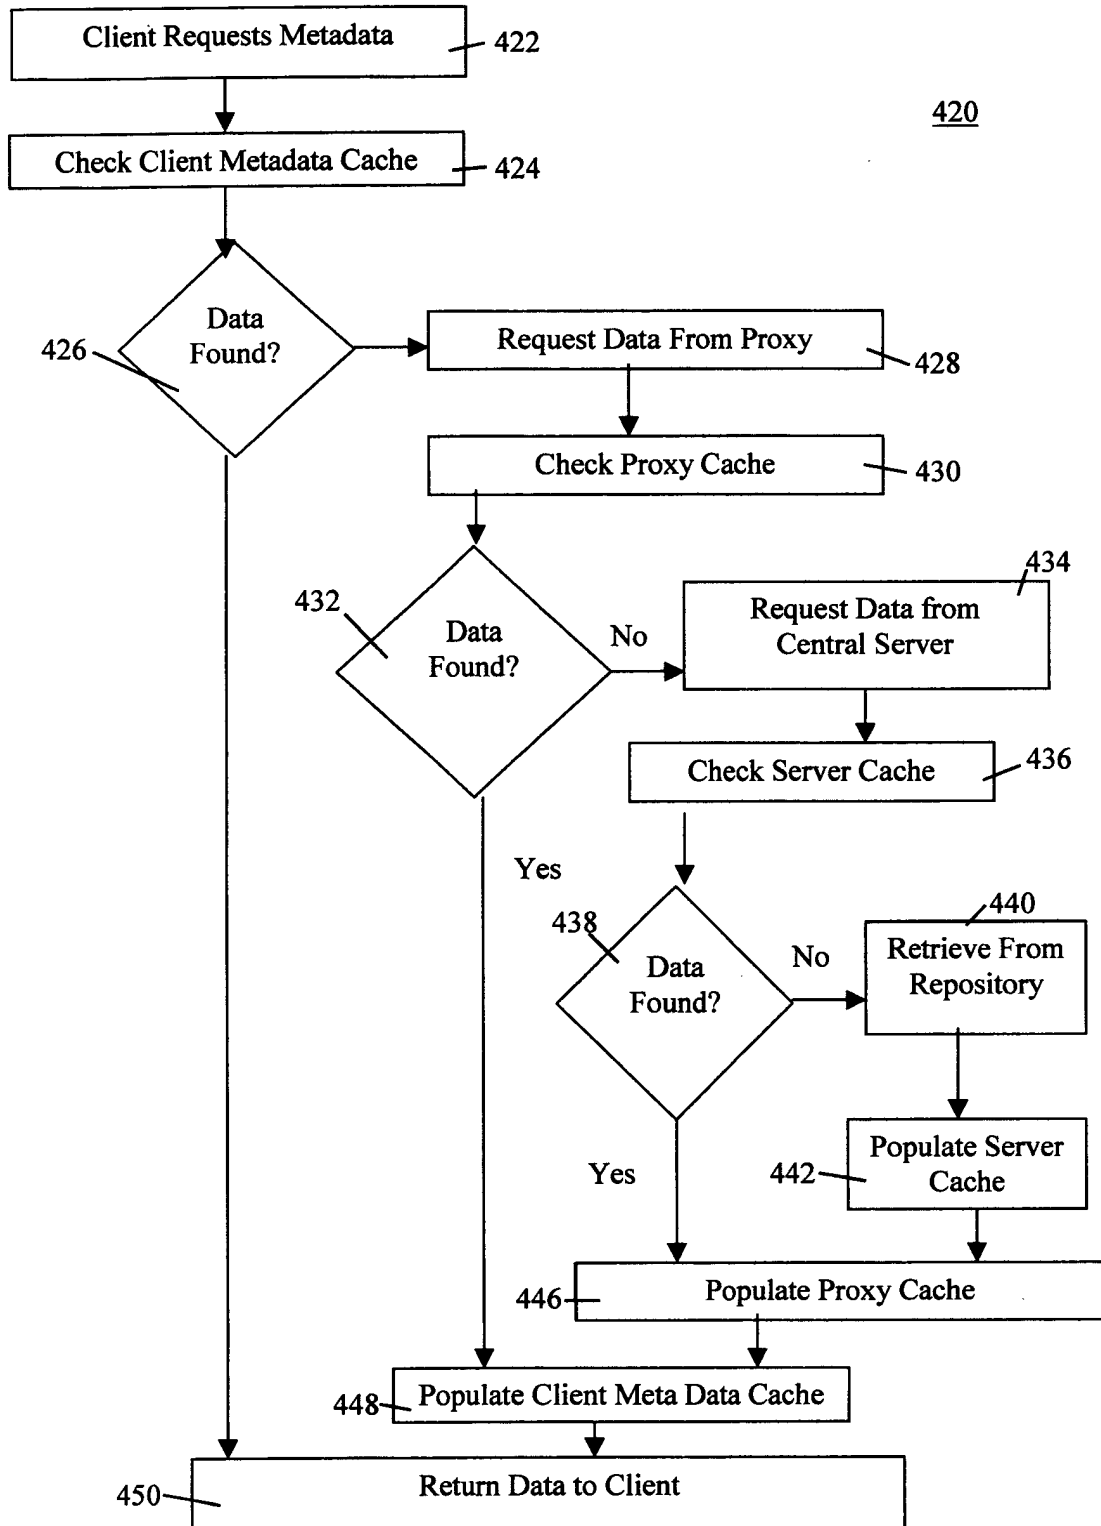 Client Requests Metadata
422
420
Check Client Metadata Cache
424
Data
Found?
426
Request Data From Proxy
428
Check Proxy Cache
430
432
Data
Found?
No
434
Request Data from
Central Server
Check Server Cache
436
Yes
438
Data
Found?
No
440
Retrieve From
Repository
Yes
442
Populate Server
Cache
446
Populate Proxy Cache
448
Populate Client Meta Data Cache
450
Return Data to Client